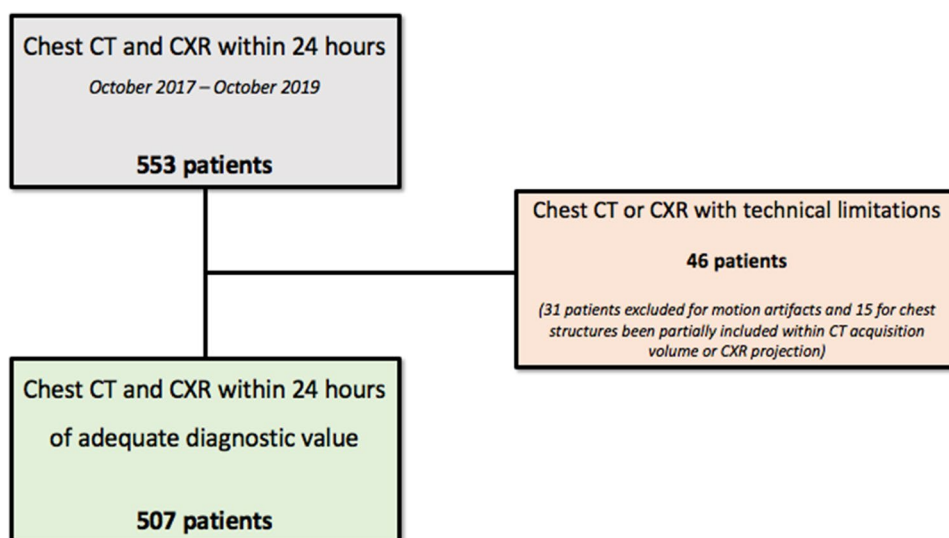 Chest CT and CXR within 24 hours
October 2017 – October 2019
553 patients
Chest CT or CXR with technical limitations
46 patients
(31 patients excluded for motion artifacts and 15 for chest
structures been partially included within CT acquisition
volume or CXR projection)
Chest CT and CXR within 24 hours
of adequate diagnostic value
507 patients